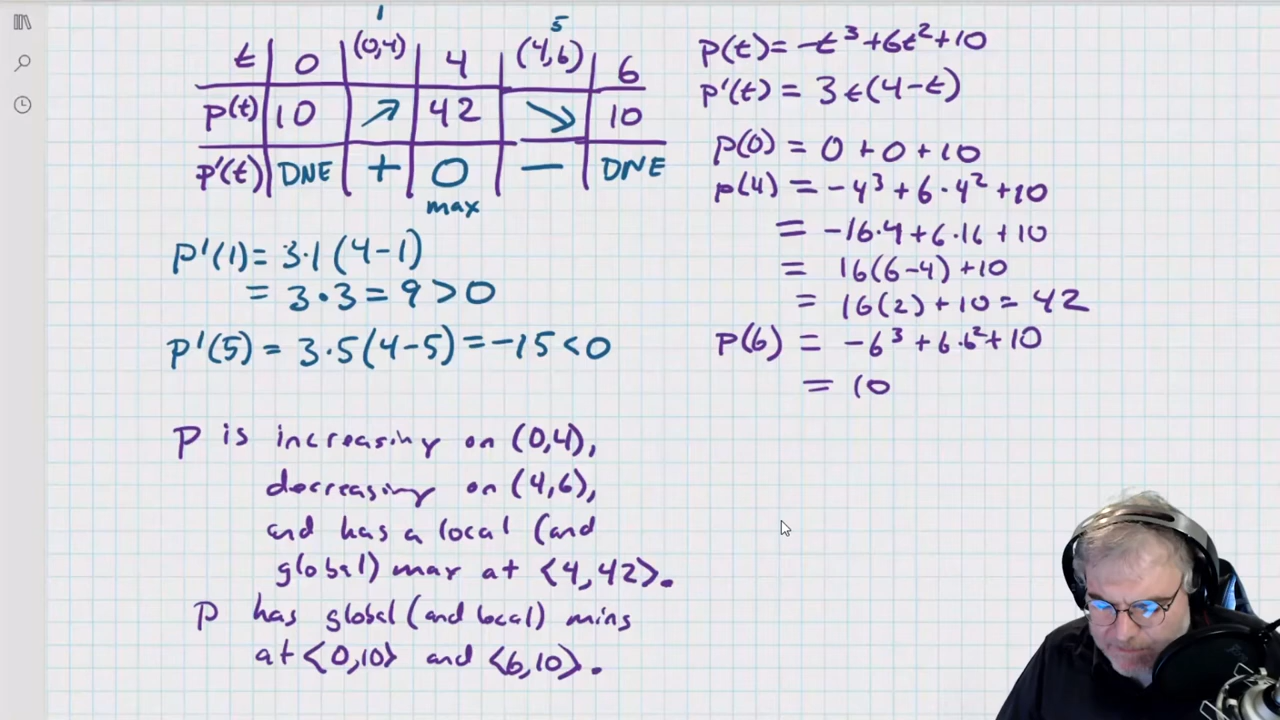 1 5
t 0 (0,4) 4 (4,6) 6
p(t) 10 ↗ 42 ↘ 10
p'(t) DNE + 0 − DNE
max
p'(1) = 3·1(4−1)
= 3·3 = 9 > 0
p'(5) = 3·5(4−5) = −15 < 0
p is increasing on (0,4),
decreasing on (4,6),
and has a local (and
global) max at <4,42>.
p has global (and local) mins
at <0,10> and <6,10>.
p(t) = −t³+6t²+10
p'(t) = 3t(4−t)
p(0) = 0 + 0 + 10
p(4) = −4³ + 6·4² + 10
= −16·4 + 6·16 + 10
= 16(6−4) + 10
= 16(2) + 10 = 42
p(6) = −6³ + 6·6² + 10
= 10